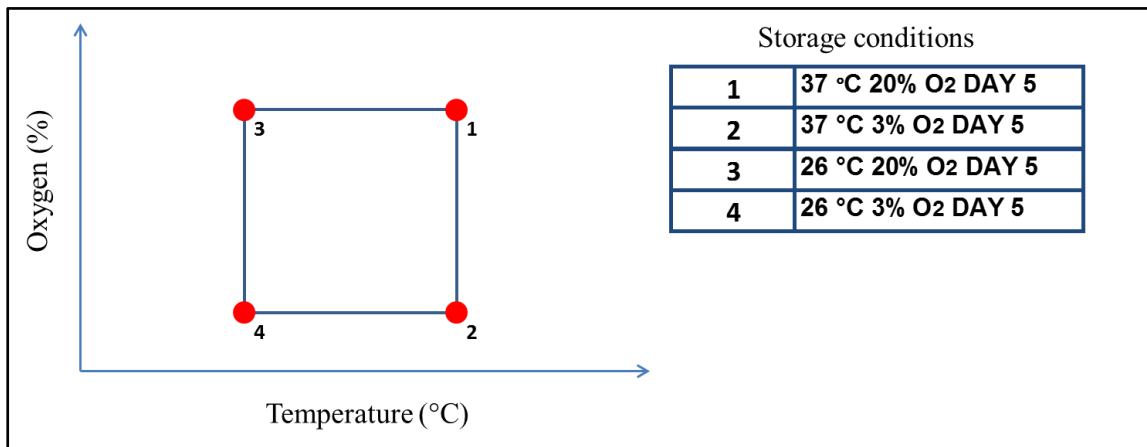 Storage conditions
1 37 °C 20% O2 DAY 5
2 37 °C 3% O2 DAY 5
3 26 °C 20% O2 DAY 5
4 26 °C 3% O2 DAY 5
Oxygen (%)
3 1
4 2
Temperature (°C)